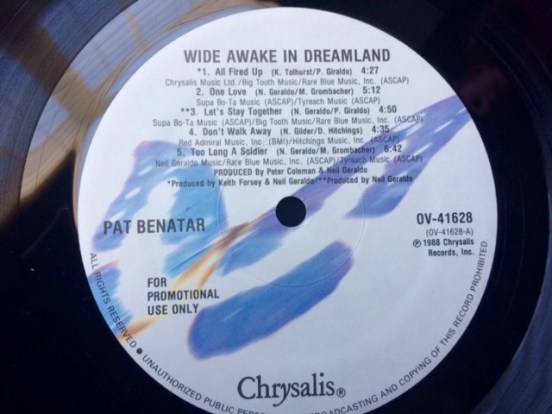 WIDE AWAKE IN DREAMLAND
*1. All Fired Up (K. Tolhurst/P. Giraldo) 4:27
Chrysalis Music Ltd./Big Tooth Music/Rare Blue Music, Inc. (ASCAP)
2. One Love (N. Geraldo/M. Grombacher) 5:12
Supa Bo-Ta Music (ASCAP)/Tyreach Music (ASCAP)
**3. Let's Stay Together (N. Geraldo/P. Giraldo) 4:50
Supa Bo-Ta Music (ASCAP)/Big Tooth Music/Rare Blue Music, Inc. (ASCAP)
4. Don't Walk Away (N. Gilder/D. Hitchings) 4:35
Red Admiral Music, Inc. (BMI)/Hitchings Music, Inc. (ASCAP)
5. Too Long A Soldier (N. Geraldo/M. Grombacher) 6:42
Neil Geraldo Music/Rare Blue Music, Inc. (ASCAP)/Tyreach Music (ASCAP)
PRODUCED By Peter Coleman & Neil Geraldo
*Produced by Keith Forsey & Neil Geraldo/**Produced by Neil Geraldo
PAT BENATAR
OV-41628
(OV-41628-A)
℗ 1988 Chrysalis
Records, Inc.
FOR
PROMOTIONAL
USE ONLY
Chrysalis®
ALL RIGHTS RESERVED • UNAUTHORIZED PUBLIC BROADCASTING AND COPYING OF THIS RECORD PROHIBITED